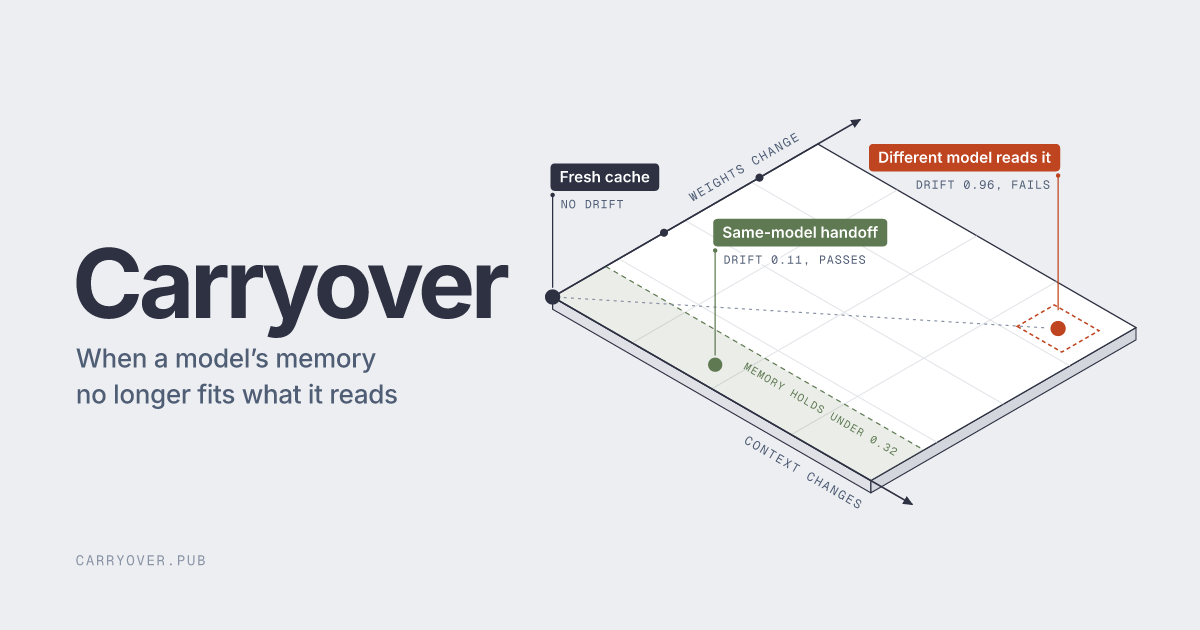 Carryover
When a model’s memory
no longer fits what it reads
CARRYOVER.PUB
Fresh cache
NO DRIFT
WEIGHTS CHANGE
Different model reads it
DRIFT 0.96, FAILS
Same-model handoff
DRIFT 0.11, PASSES
MEMORY HOLDS UNDER 0.32
CONTEXT CHANGES